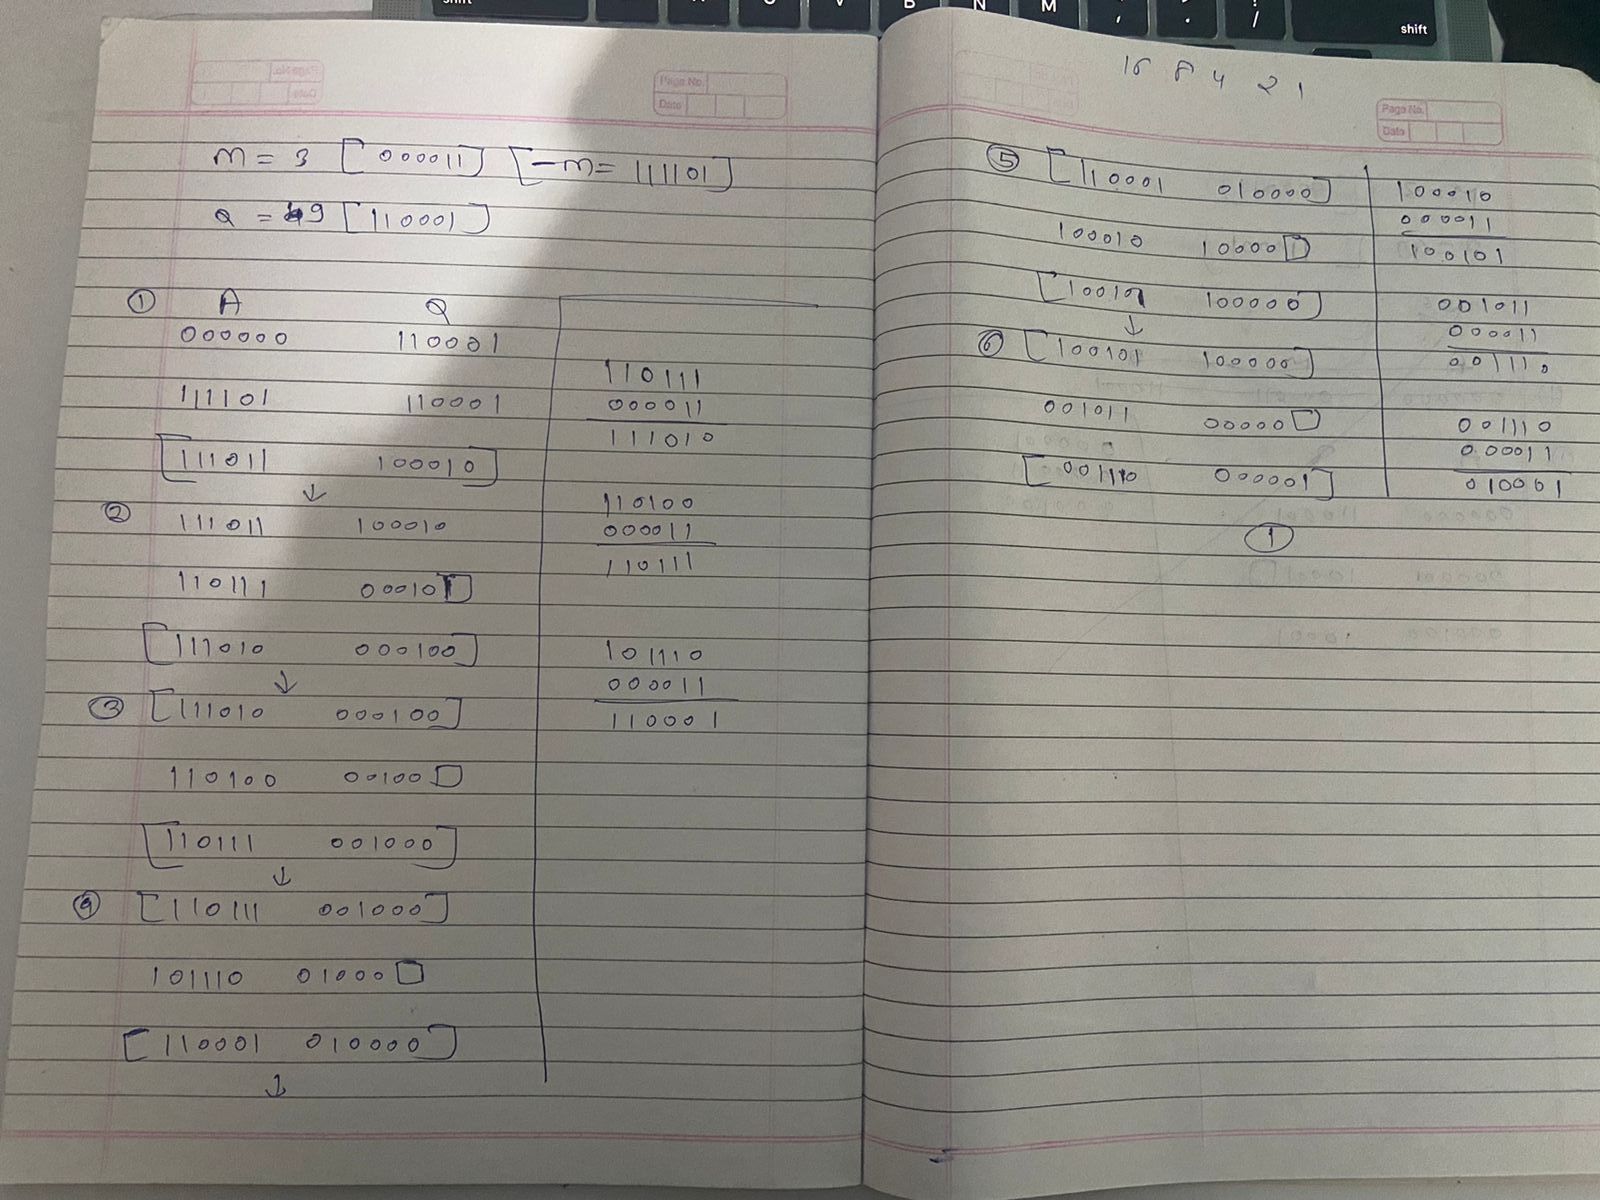 shift
B N M
shift
Page No.
Date
M = 3 [000011] [-M = 111101]
Q = 49 [110001]
① A Q
000000 110001
111101 110001
[111011 100010]
↓
② 111011 100010
110111 00010
[111010 000100]
↓
③ [111010 000100]
110100 00100☐
[110111 001000]
↓
④ [110111 001000]
101110 01000☐
[110001 010000]
↓
110111
000011
111010
110100
000011
110111
101110
000011
110001
8 4 2 1
Page No.
Date
⑤ [110001 010000]
100010 10000☐
[100101 100000]
↓
⑥ [100101 100000]
001011 00000☐
[001110 000001]
①
100010
000011
100101
001011
000011
001110
001110
000011
010001